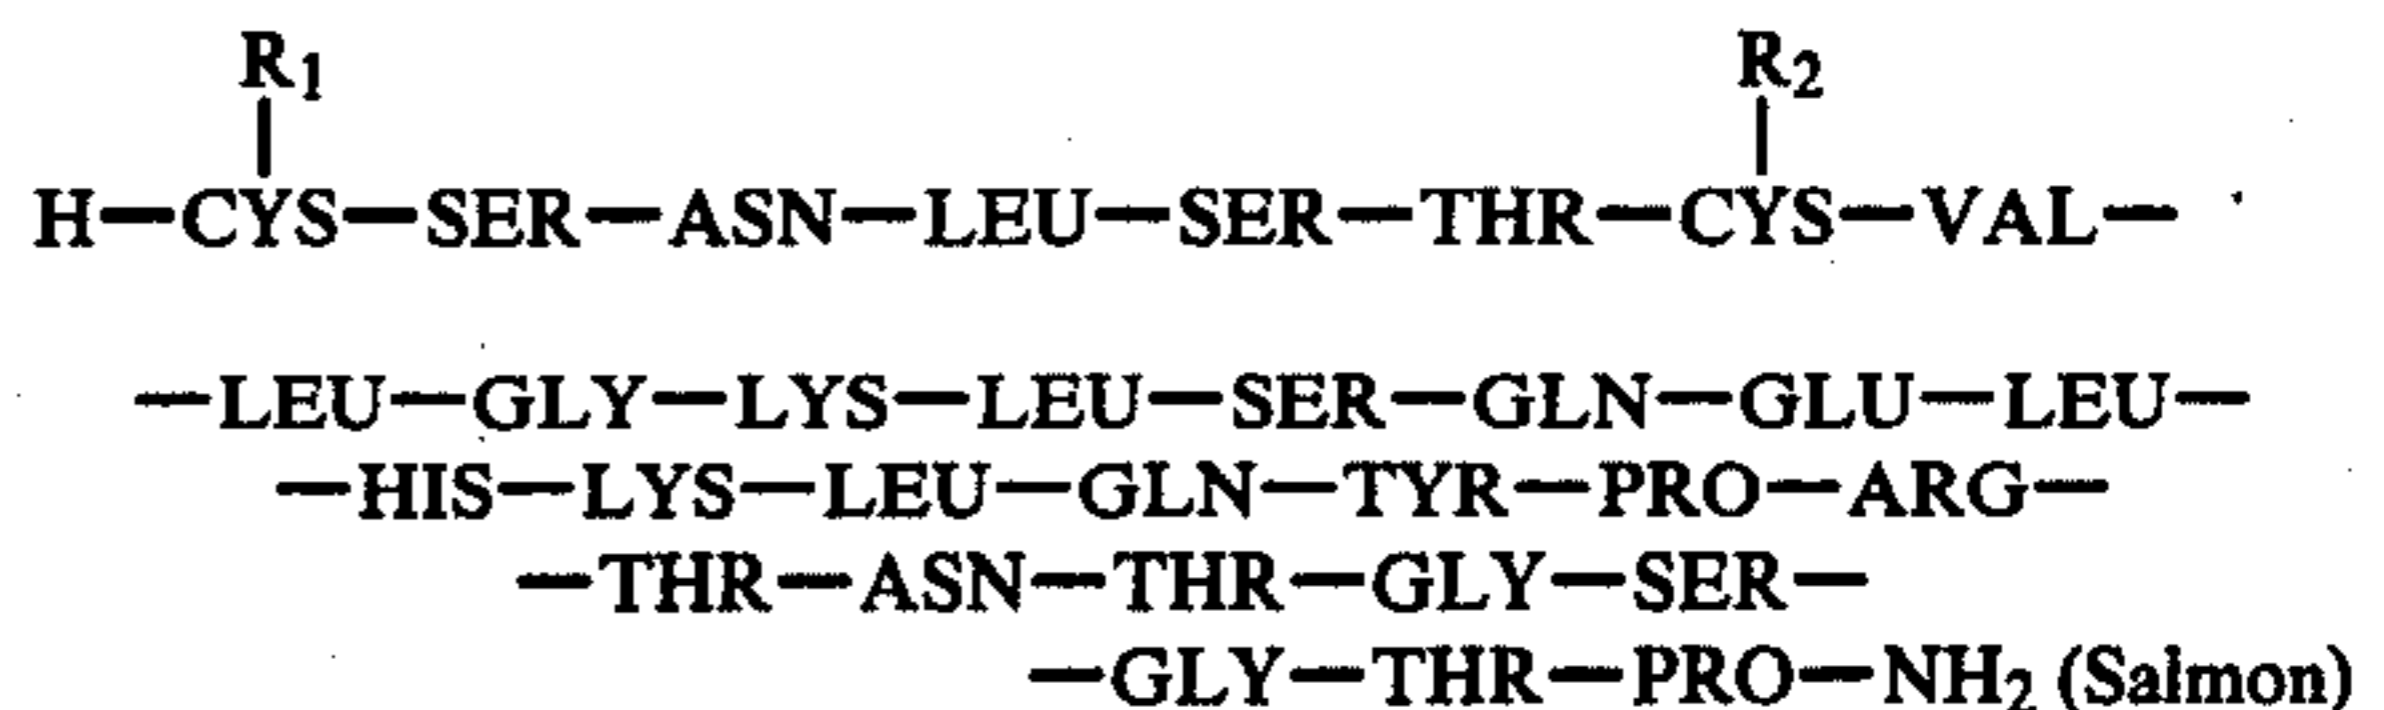 R1 R2
H—CYS—SER—ASN—LEU—SER—THR—CYS—VAL—
—LEU—GLY—LYS—LEU—SER—GLN—GLU—LEU—
—HIS—LYS—LEU—GLN—TYR—PRO—ARG—
—THR—ASN—THR—GLY—SER—
—GLY—THR—PRO—NH2 (Salmon)